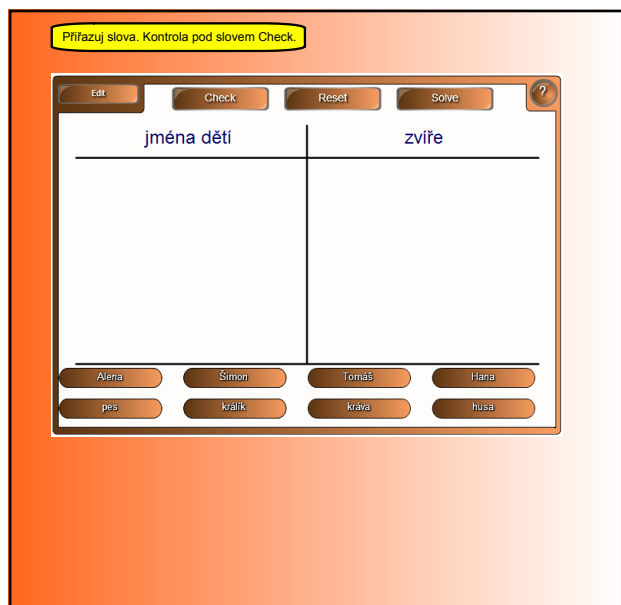 Přiřazuj slova. Kontrola pod slovem Check.
Edit Check Reset Solve ?
jména dětí zvíře
Alena Šimon Tomáš Hana
pes králík kráva husa